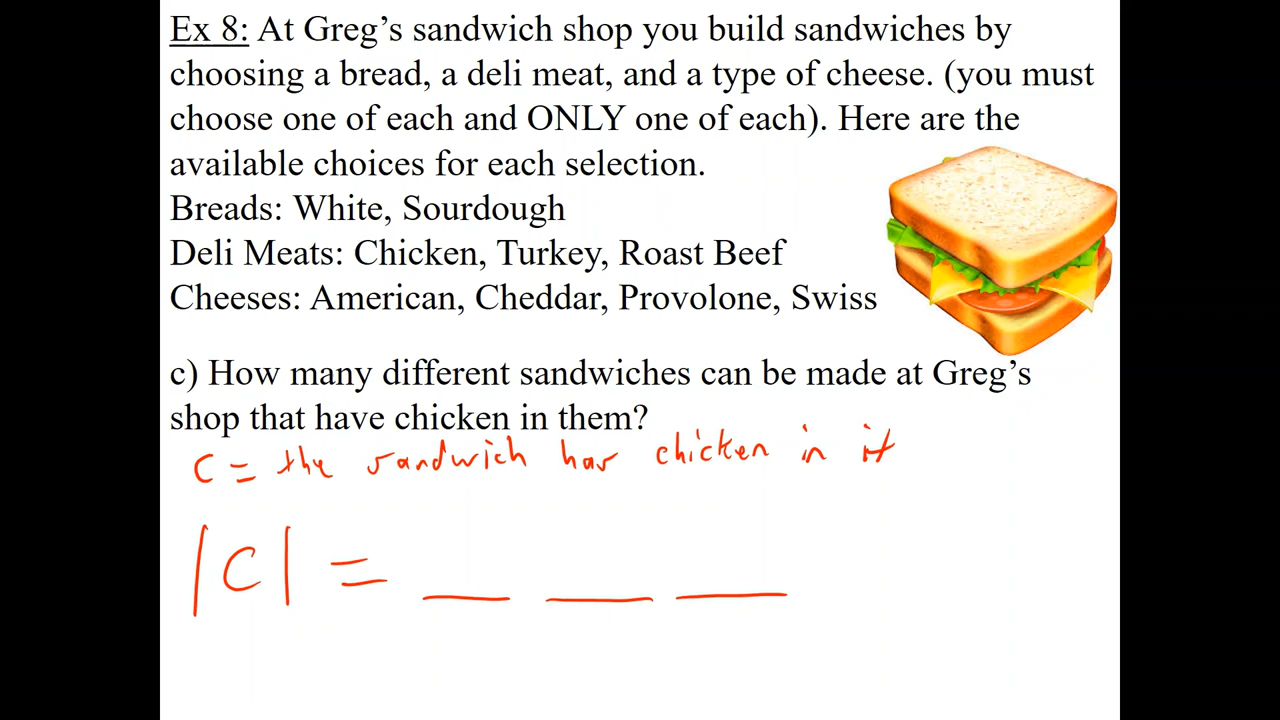 Ex 8: At Greg's sandwich shop you build sandwiches by
choosing a bread, a deli meat, and a type of cheese. (you must
choose one of each and ONLY one of each). Here are the
available choices for each selection.
Breads: White, Sourdough
Deli Meats: Chicken, Turkey, Roast Beef
Cheeses: American, Cheddar, Provolone, Swiss
c) How many different sandwiches can be made at Greg's
shop that have chicken in them?
C = the sandwich has chicken in it
|C| = __ __ __